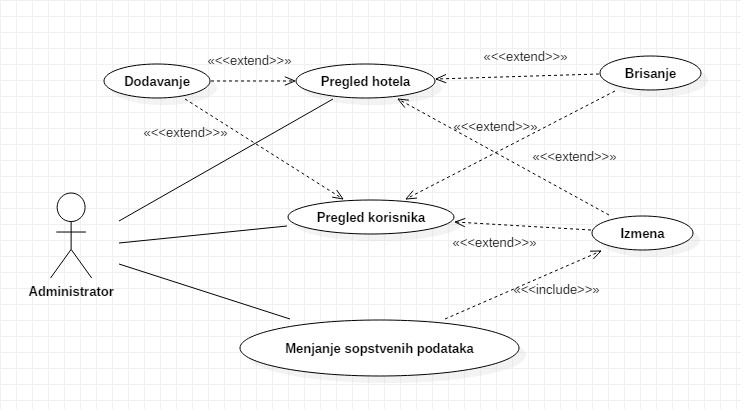 «<<extend>>»
«<<extend>>»
Dodavanje
Pregled hotela
Brisanje
«<<extend>>»
«<<extend>>»
«<<extend>>»
Pregled korisnika
Izmena
«<<extend>>»
Administrator
«<<include>>»
Menjanje sopstvenih podataka